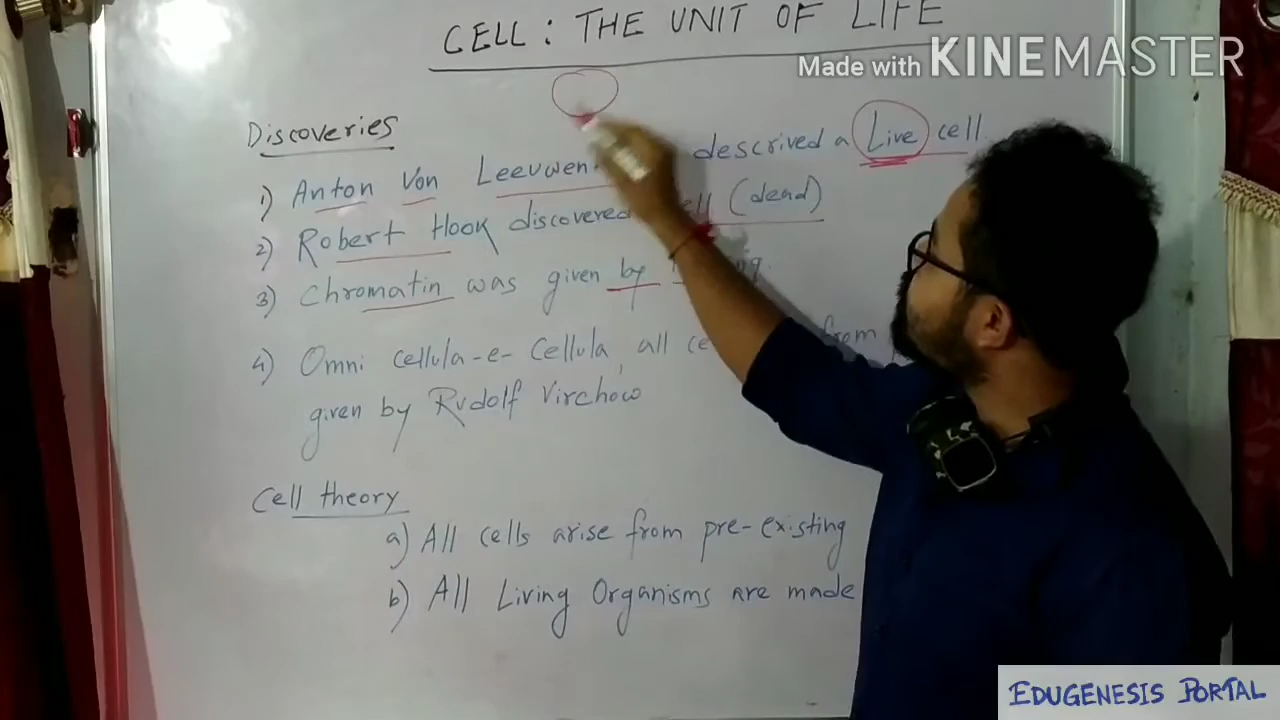 CELL : THE UNIT OF LIFE
Made with KINEMASTER
Discoveries
1) Anton Von Leeuwen descrived a Live cell.
2) Robert Hook discovered cell (dead)
3) Chromatin was given by
4) Omni cellula-e- Cellula, all from
given by Rudolf Virchow
Cell theory
a) All cells arise from pre-existing
b) All Living Organisms are made
EDUGENESIS PORTAL